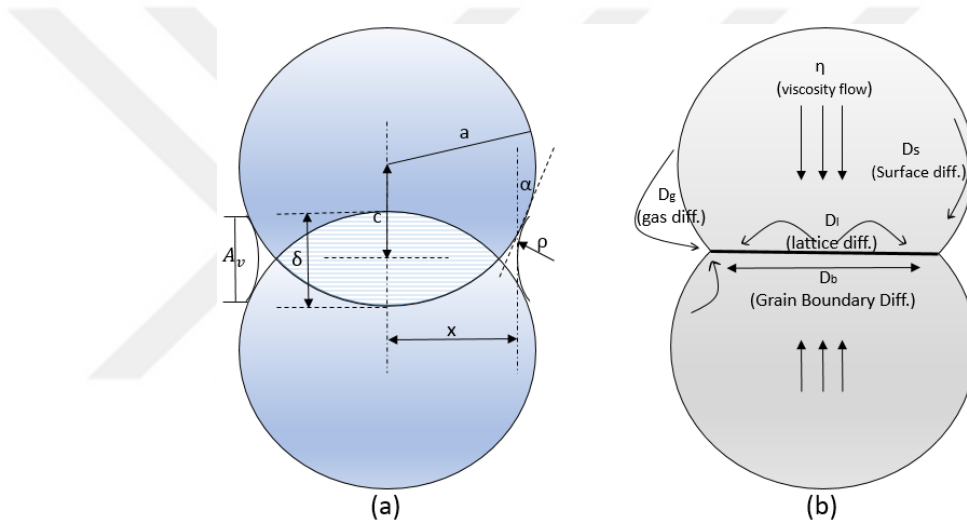 a
α
c
A_v
δ
ρ
x
(a)
η
(viscosity flow)
Ds
(Surface diff.)
Dg
(gas diff.)
Dl
(lattice diff.)
Db
(Grain Boundary Diff.)
(b)